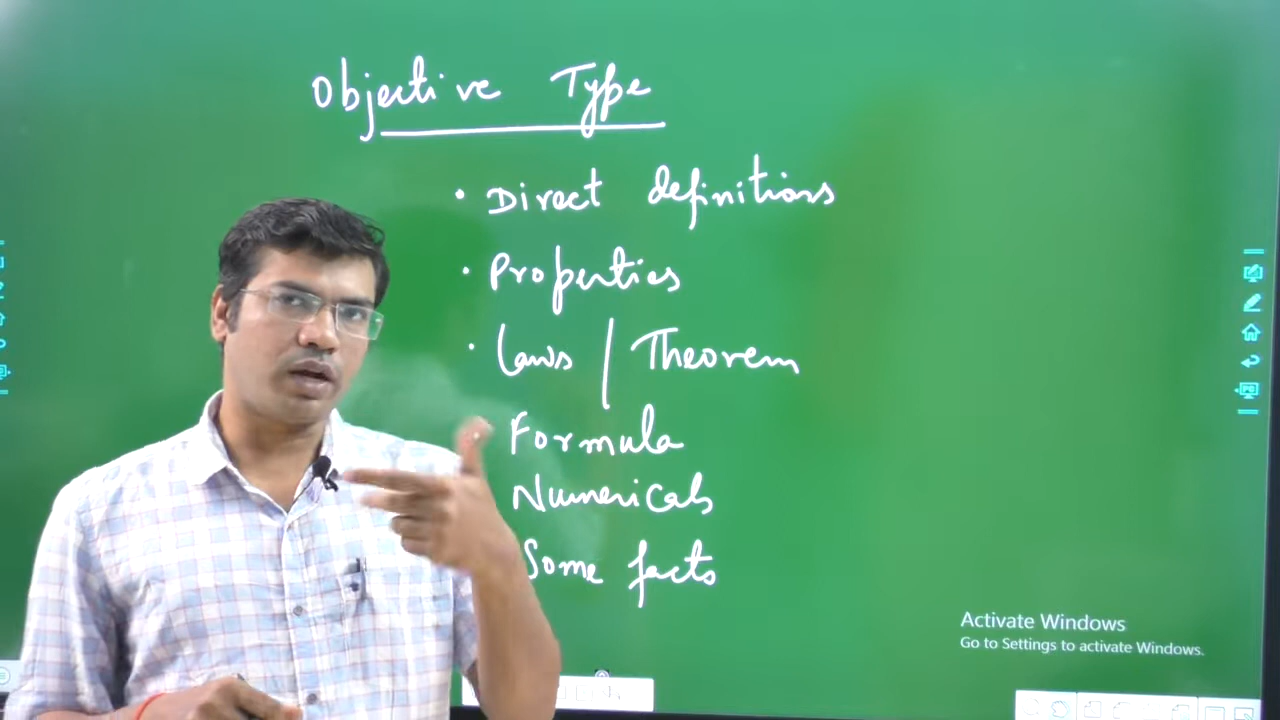 Objective Type
• Direct definitions
• Properties
• Laws / Theorem
Formula
Numericals
Some facts
Activate Windows
Go to Settings to activate Windows.